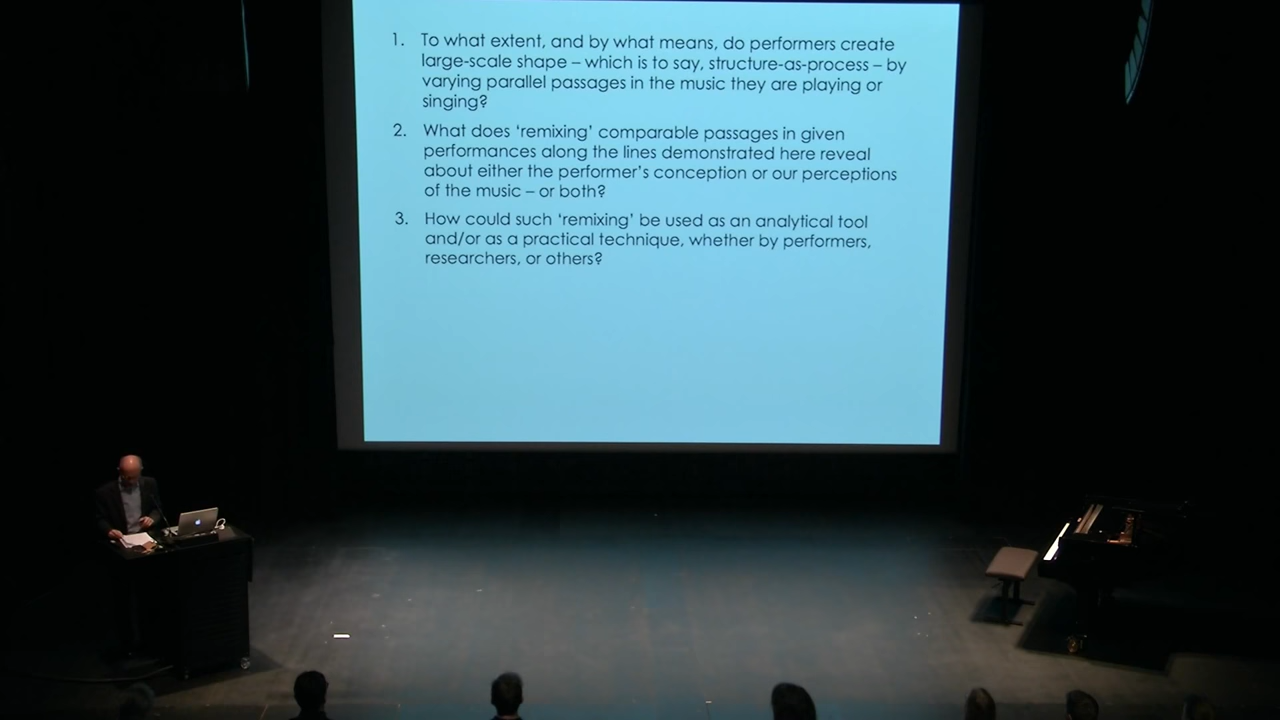 1. To what extent, and by what means, do performers create
large-scale shape – which is to say, structure-as-process – by
varying parallel passages in the music they are playing or
singing?
2. What does ‘remixing’ comparable passages in given
performances along the lines demonstrated here reveal
about either the performer’s conception or our perceptions
of the music – or both?
3. How could such ‘remixing’ be used as an analytical tool
and/or as a practical technique, whether by performers,
researchers, or others?